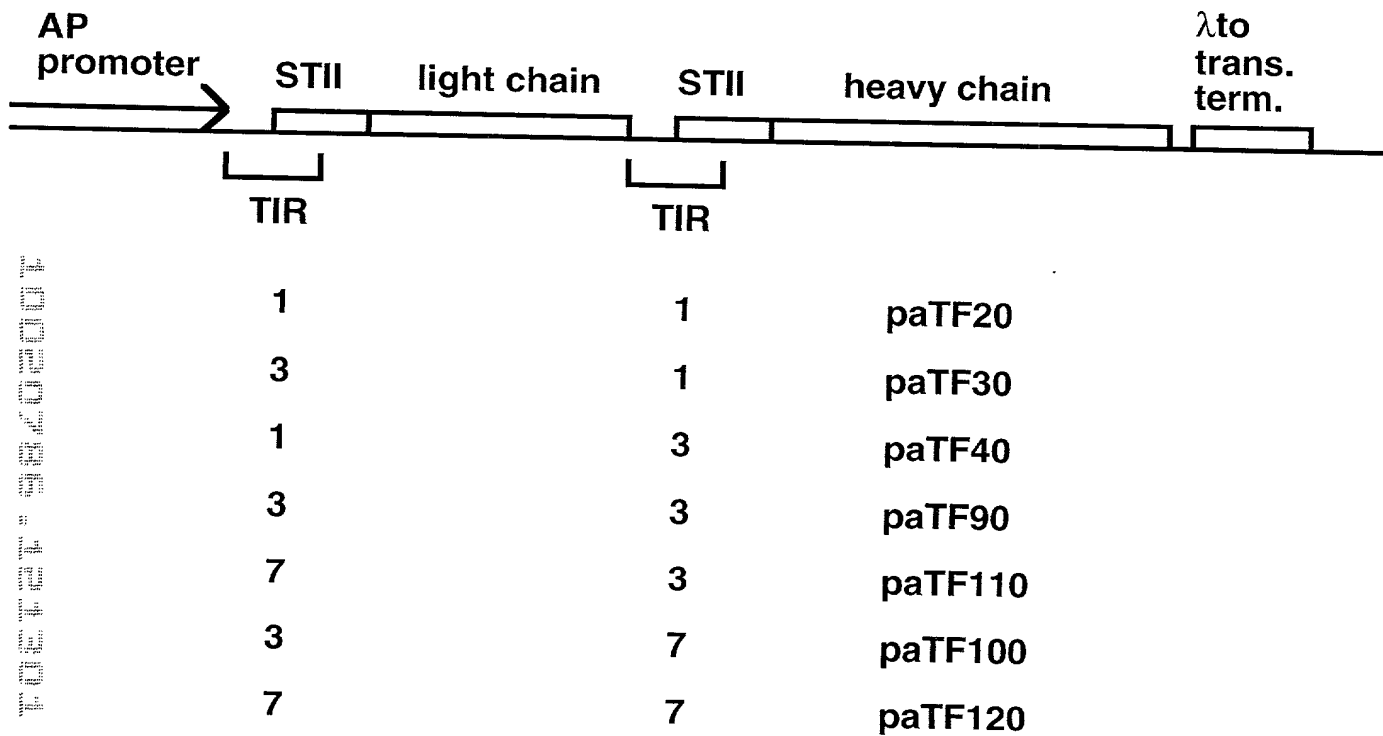 AP
promoter
STII
light chain
STII
heavy chain
λto
trans.
term.
TIR
TIR
1 1 paTF20
3 1 paTF30
1 3 paTF40
3 3 paTF90
7 3 paTF110
3 7 paTF100
7 7 paTF120